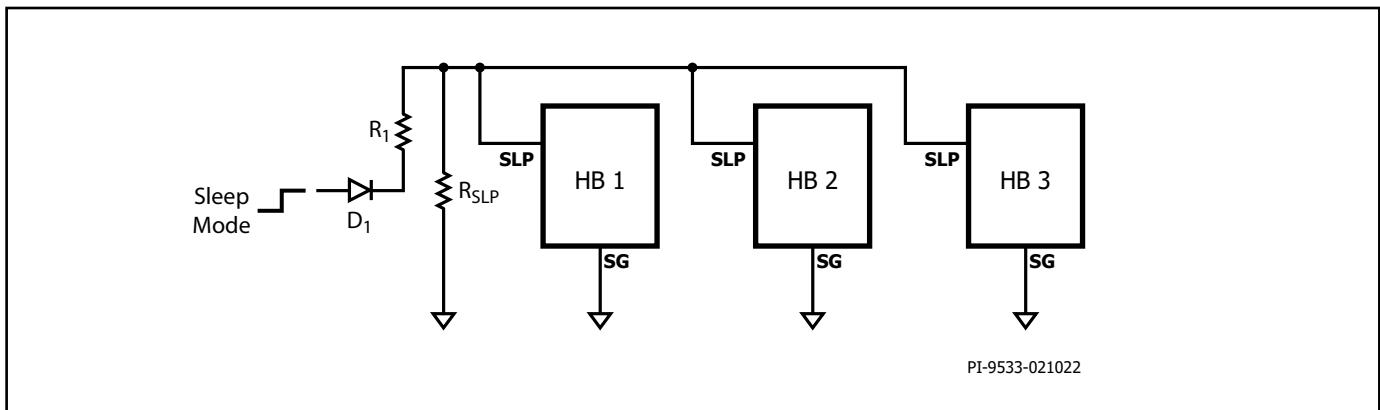 R1
Sleep
Mode
D1
RSLP
SLP
HB 1
SG
SLP
HB 2
SG
SLP
HB 3
SG
PI-9533-021022